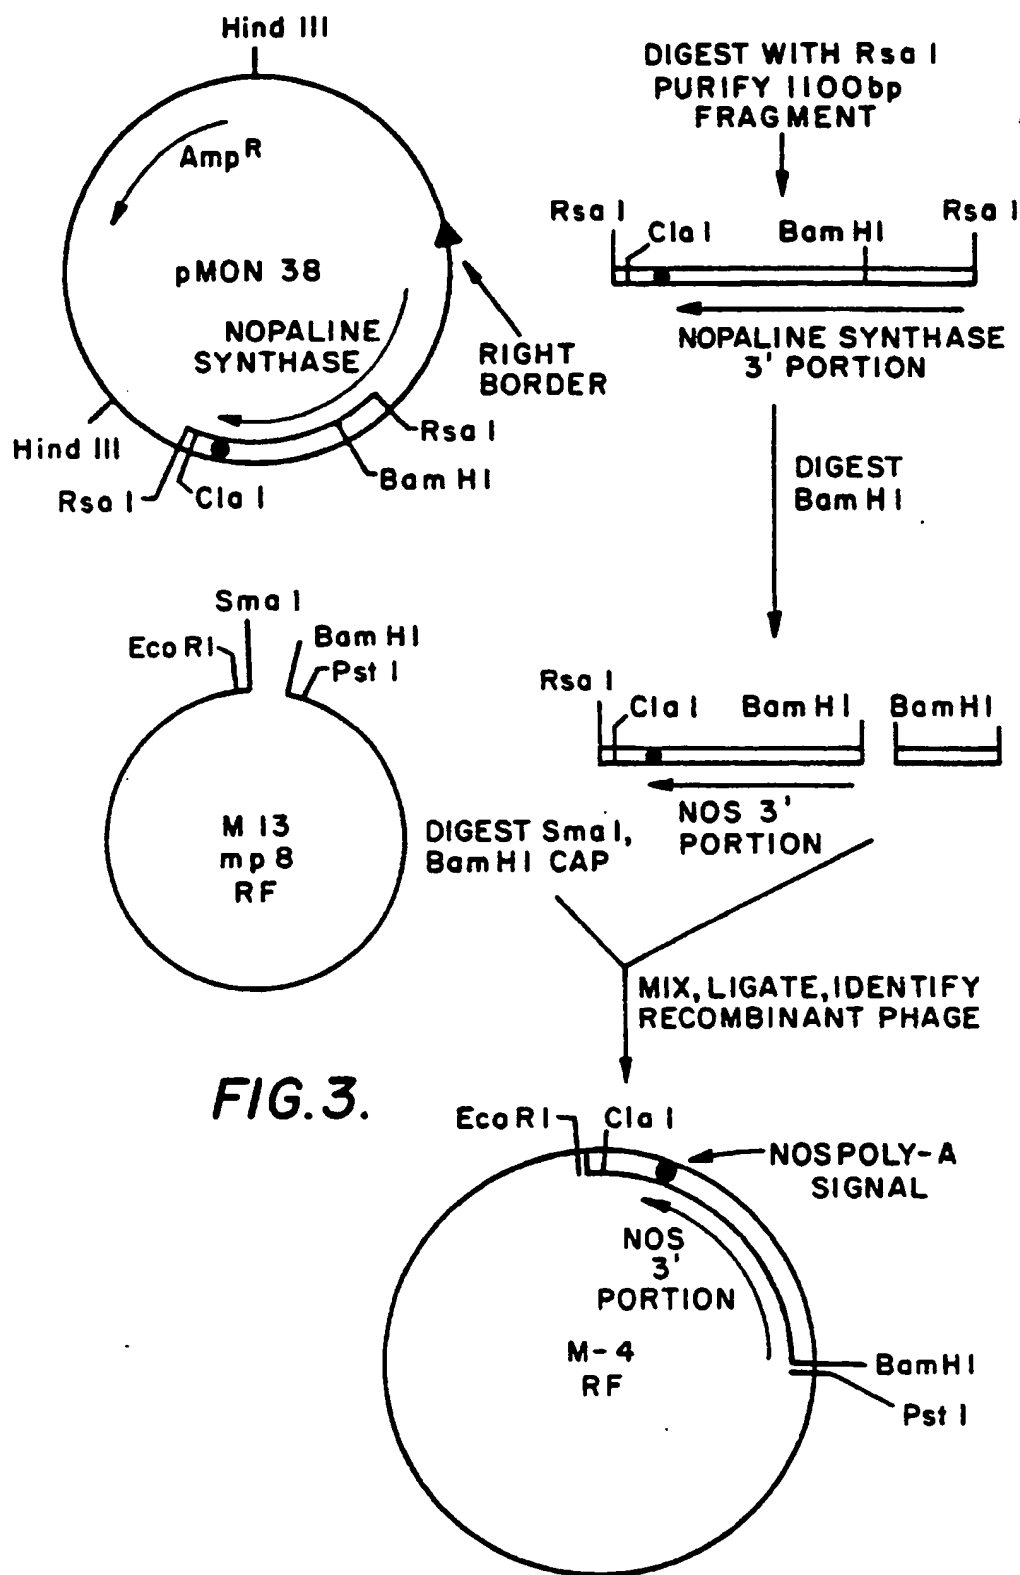 Hind III
Amp^R
pMON 38
NOPALINE
SYNTHASE
RIGHT
BORDER
Hind III
Rsa I
Cla I
Bam HI
Rsa I
DIGEST WITH Rsa I
PURIFY 1100bp
FRAGMENT
Rsa I
Cla I
Bam HI
Rsa I
NOPALINE SYNTHASE
3' PORTION
DIGEST
Bam HI
Sma I
Eco RI
Bam HI
Pst I
M 13
mp 8
RF
DIGEST Sma I,
Bam HI CAP
Rsa I
Cla I
Bam HI
Bam HI
NOS 3'
PORTION
MIX, LIGATE, IDENTIFY
RECOMBINANT PHAGE
FIG. 3.
Eco RI
Cla I
NOS POLY-A
SIGNAL
NOS
3'
PORTION
M-4
RF
Bam HI
Pst I